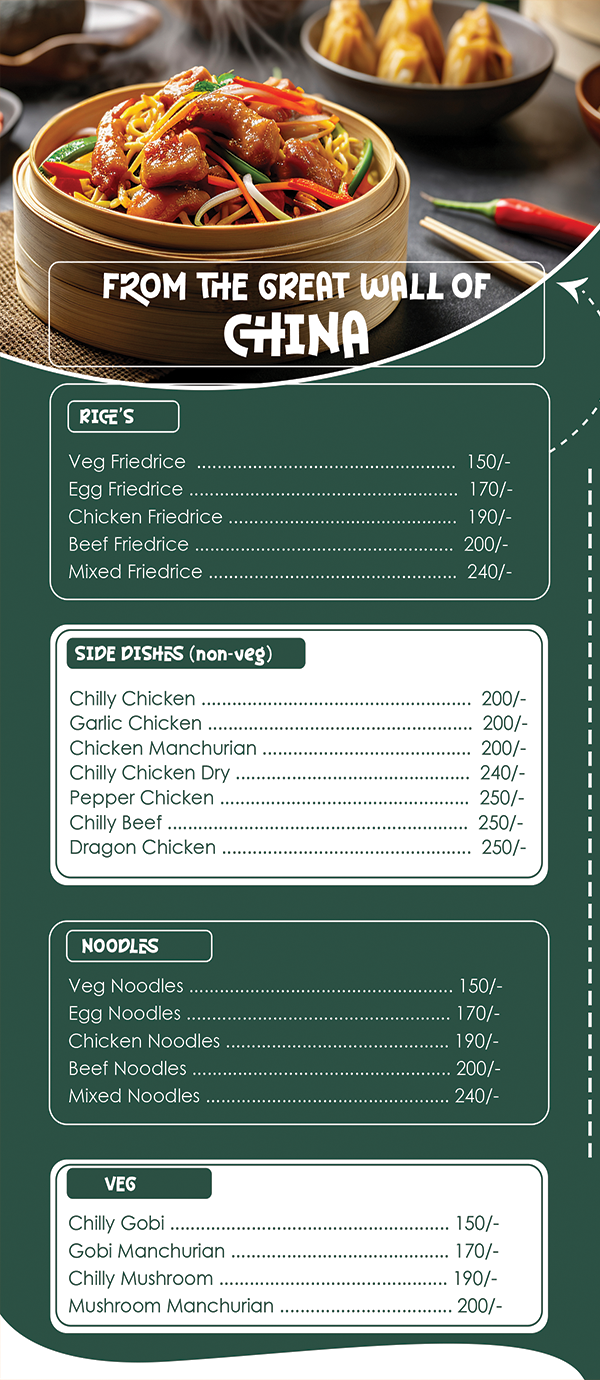 FROM THE GREAT WALL OF
CHINA
RICE'S
Veg Friedrice ............................................. 150/-
Egg Friedrice ............................................... 170/-
Chicken Friedrice ........................................ 190/-
Beef Friedrice .............................................. 200/-
Mixed Friedrice ........................................... 240/-
SIDE DISHES (non-veg)
Chilly Chicken ............................................... 200/-
Garlic Chicken .............................................. 200/-
Chicken Manchurian .................................... 200/-
Chilly Chicken Dry ........................................ 240/-
Pepper Chicken ........................................... 250/-
Chilly Beef .................................................... 250/-
Dragon Chicken ........................................... 250/-
NOODLES
Veg Noodles .............................................. 150/-
Egg Noodles .............................................. 170/-
Chicken Noodles ....................................... 190/-
Beef Noodles ............................................. 200/-
Mixed Noodles .......................................... 240/-
VEG
Chilly Gobi ................................................. 150/-
Gobi Manchurian ...................................... 170/-
Chilly Mushroom ........................................ 190/-
Mushroom Manchurian .............................. 200/-